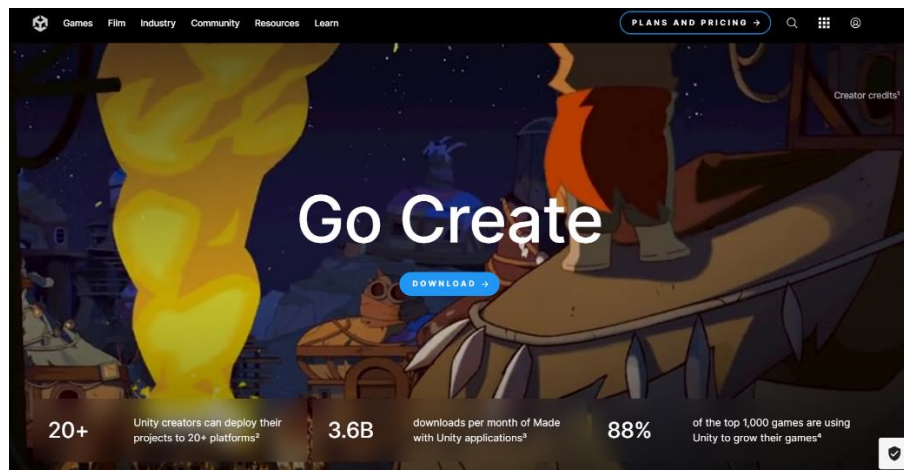 Games Film Industry Community Resources Learn
PLANS AND PRICING →
Creator credits¹
Go Create
DOWNLOAD →
20+
Unity creators can deploy their
projects to 20+ platforms²
3.6B
downloads per month of Made
with Unity applications³
88%
of the top 1,000 games are using
Unity to grow their games⁴